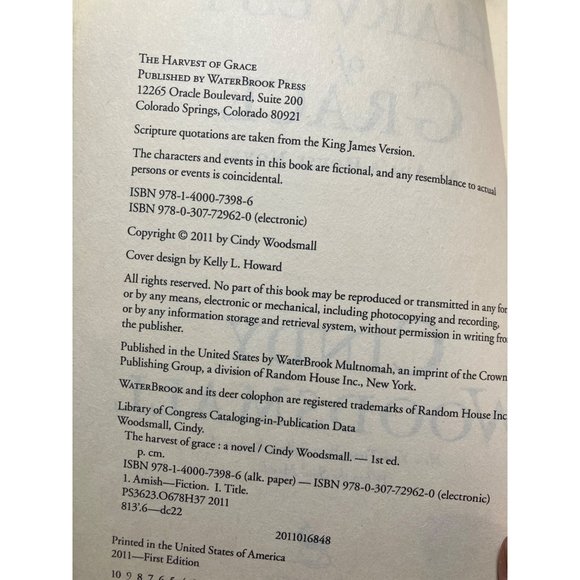 THE HARVEST OF GRACE
PUBLISHED BY WATERBROOK PRESS
12265 Oracle Boulevard, Suite 200
Colorado Springs, Colorado 80921
Scripture quotations are taken from the King James Version.
The characters and events in this book are fictional, and any resemblance to actual
persons or events is coincidental.
ISBN 978-1-4000-7398-6
ISBN 978-0-307-72962-0 (electronic)
Copyright © 2011 by Cindy Woodsmall
Cover design by Kelly L. Howard
All rights reserved. No part of this book may be reproduced or transmitted in any for
or by any means, electronic or mechanical, including photocopying and recording,
or by any information storage and retrieval system, without permission in writing fro
the publisher.
Published in the United States by WaterBrook Multnomah, an imprint of the Crown
Publishing Group, a division of Random House Inc., New York.
WATERBROOK and its deer colophon are registered trademarks of Random House Inc
Library of Congress Cataloging-in-Publication Data
Woodsmall, Cindy.
The harvest of grace : a novel / Cindy Woodsmall. — 1st ed.
p. cm.
ISBN 978-1-4000-7398-6 (alk. paper) — ISBN 978-0-307-72962-0 (electronic)
1. Amish—Fiction. I. Title.
PS3623.O678H37 2011
813'.6—dc22
2011016848
Printed in the United States of America
2011—First Edition
10 9 8 7 6 5